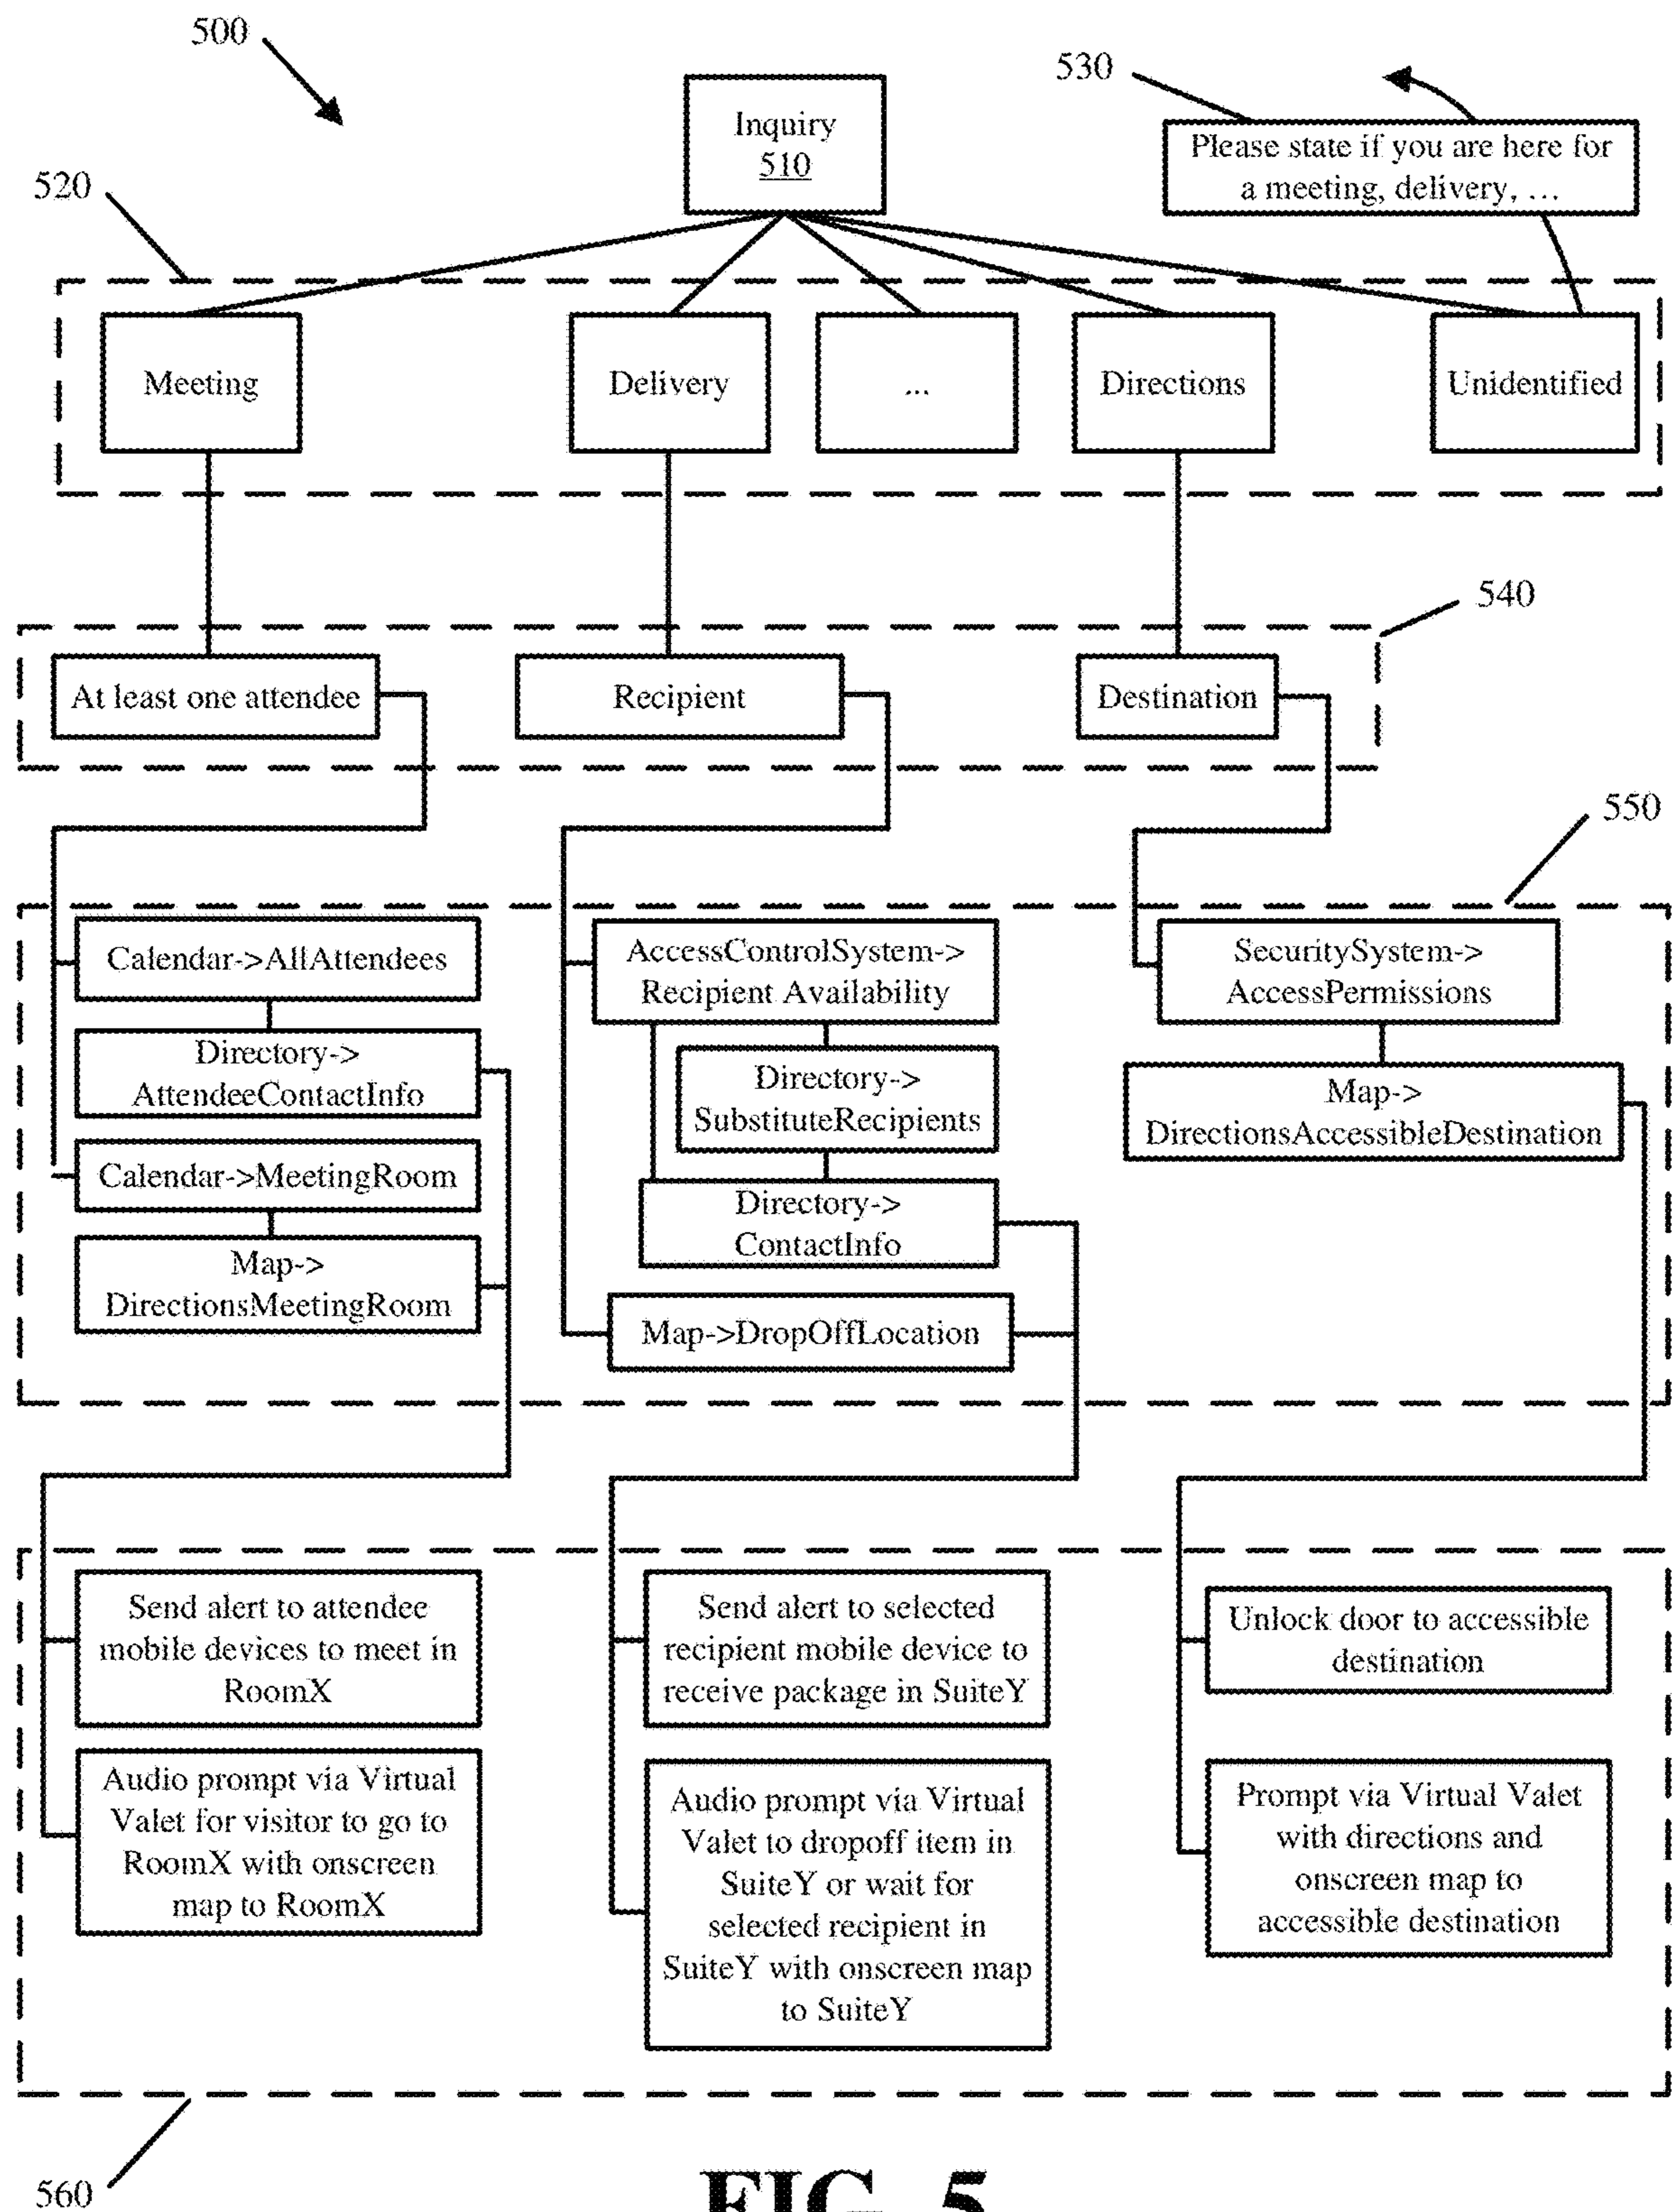 500
530
Inquiry
510
Please state if you are here for
a meeting, delivery, ...
520
Meeting
Delivery
...
Directions
Unidentified
540
At least one attendee
Recipient
Destination
550
Calendar->AllAttendees
Directory->
AttendeeContactInfo
Calendar->MeetingRoom
Map->
DirectionsMeetingRoom
AccessControlSystem->
Recipient Availability
Directory->
SubstituteRecipients
Directory->
ContactInfo
Map->DropOffLocation
SecuritySystem->
AccessPermissions
Map->
DirectionsAccessibleDestination
Send alert to attendee
mobile devices to meet in
RoomX
Audio prompt via Virtual
Valet for visitor to go to
RoomX with onscreen
map to RoomX
Send alert to selected
recipient mobile device to
receive package in SuiteY
Audio prompt via Virtual
Valet to dropoff item in
SuiteY or wait for
selected recipient in
SuiteY with onscreen map
to SuiteY
Unlock door to accessible
destination
Prompt via Virtual Valet
with directions and
onscreen map to
accessible destination
560
FIG. 5